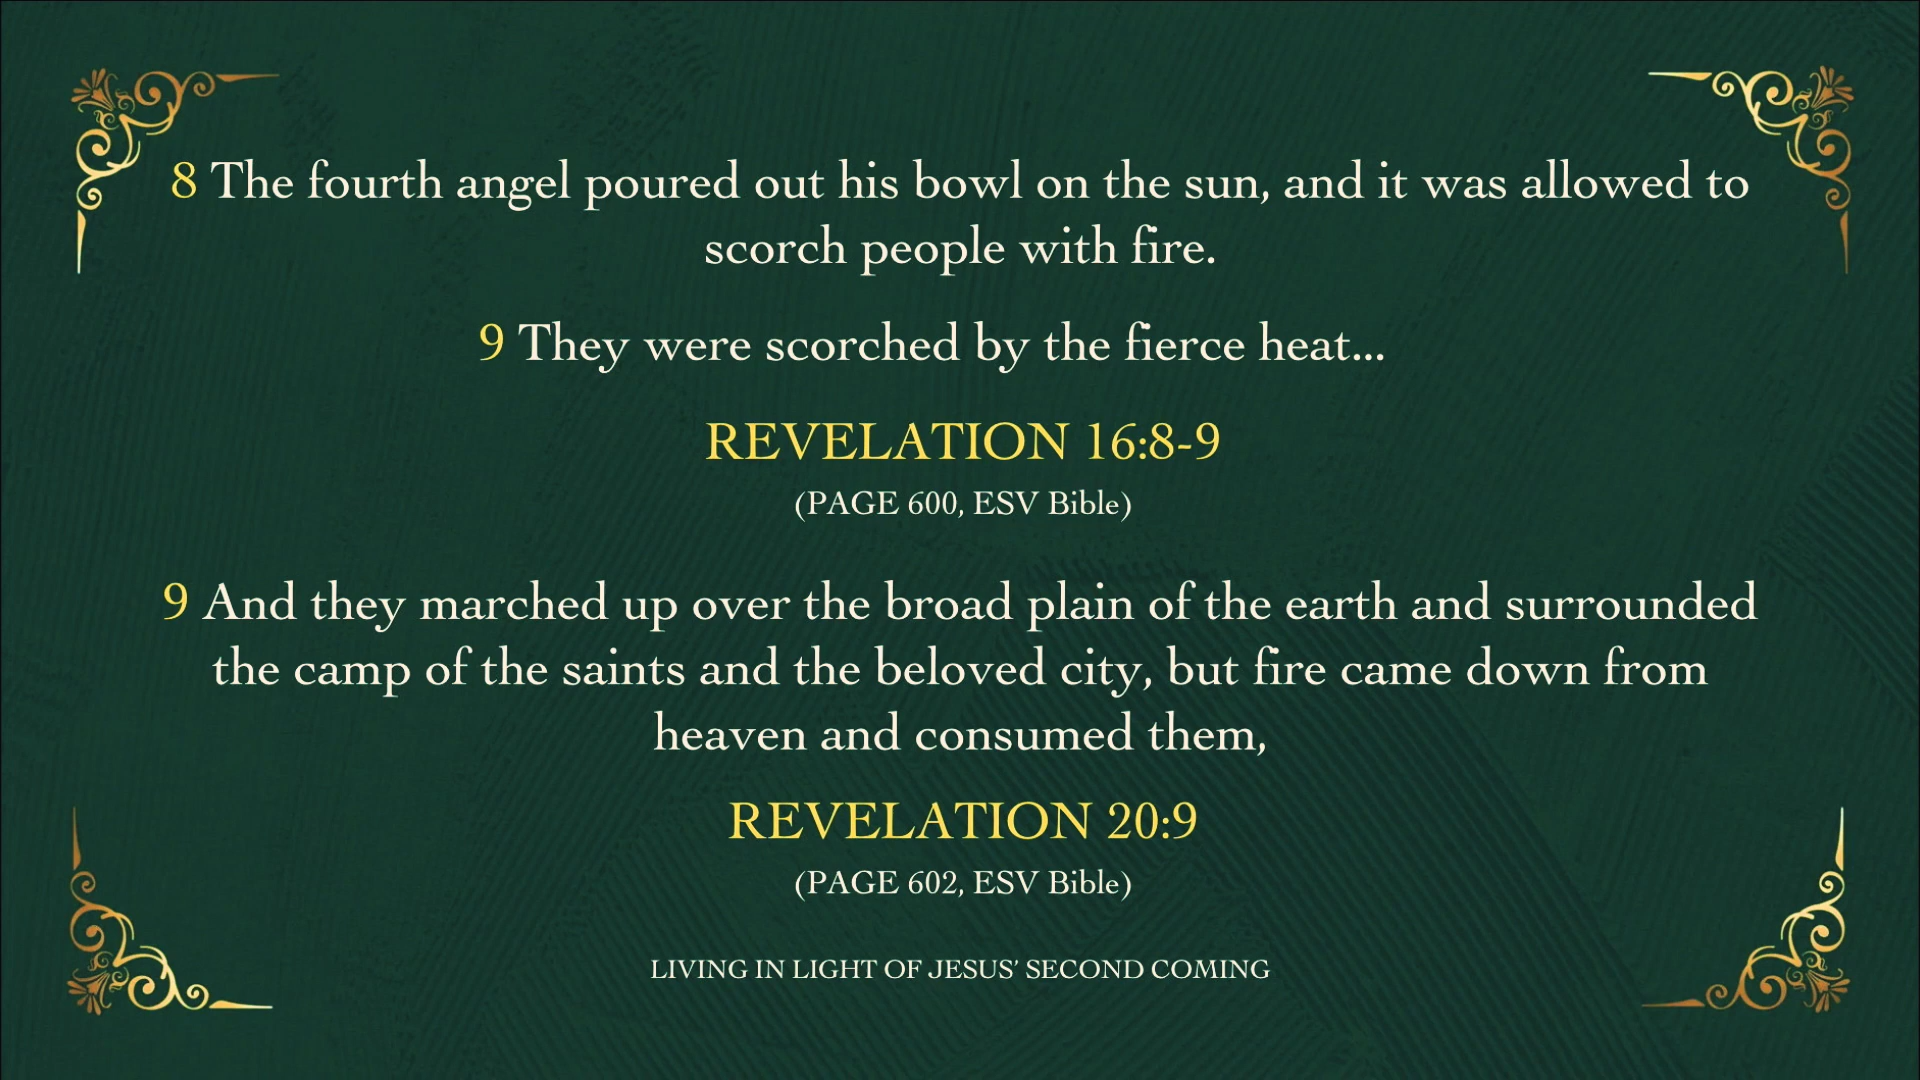 8 The fourth angel poured out his bowl on the sun, and it was allowed to
scorch people with fire.
9 They were scorched by the fierce heat...
REVELATION 16:8-9
(PAGE 600, ESV Bible)
9 And they marched up over the broad plain of the earth and surrounded
the camp of the saints and the beloved city, but fire came down from
heaven and consumed them,
REVELATION 20:9
(PAGE 602, ESV Bible)
LIVING IN LIGHT OF JESUS’ SECOND COMING